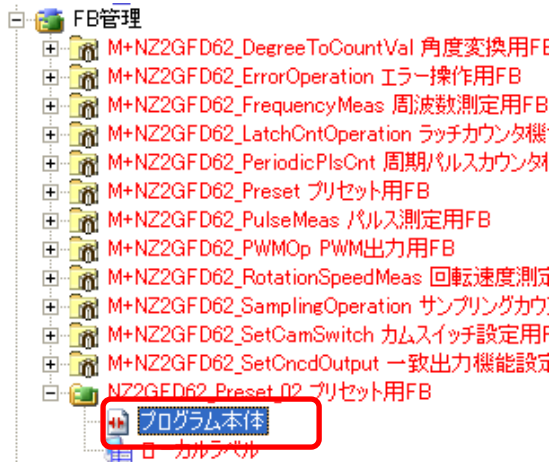 FB管理
M+NZ2GFD62_DegreeToCountVal 角度変換用FB
M+NZ2GFD62_ErrorOperation エラー操作用FB
M+NZ2GFD62_FrequencyMeas 周波数測定用FB
M+NZ2GFD62_LatchCntOperation ラッチカウンタ機
M+NZ2GFD62_PeriodicPlsCnt 周期パルスカウンタ
M+NZ2GFD62_Preset プリセット用FB
M+NZ2GFD62_PulseMeas パルス測定用FB
M+NZ2GFD62_PWMOp PWM出力用FB
M+NZ2GFD62_RotationSpeedMeas 回転速度測定
M+NZ2GFD62_SamplingOperation サンプリングカウ
M+NZ2GFD62_SetCamSwitch カムスイッチ設定用F
M+NZ2GFD62_SetCncdOutput 一致出力機能設定
NZ2GFD62_Preset_02 プリセット用FB
プログラム本体
ローカルラベル